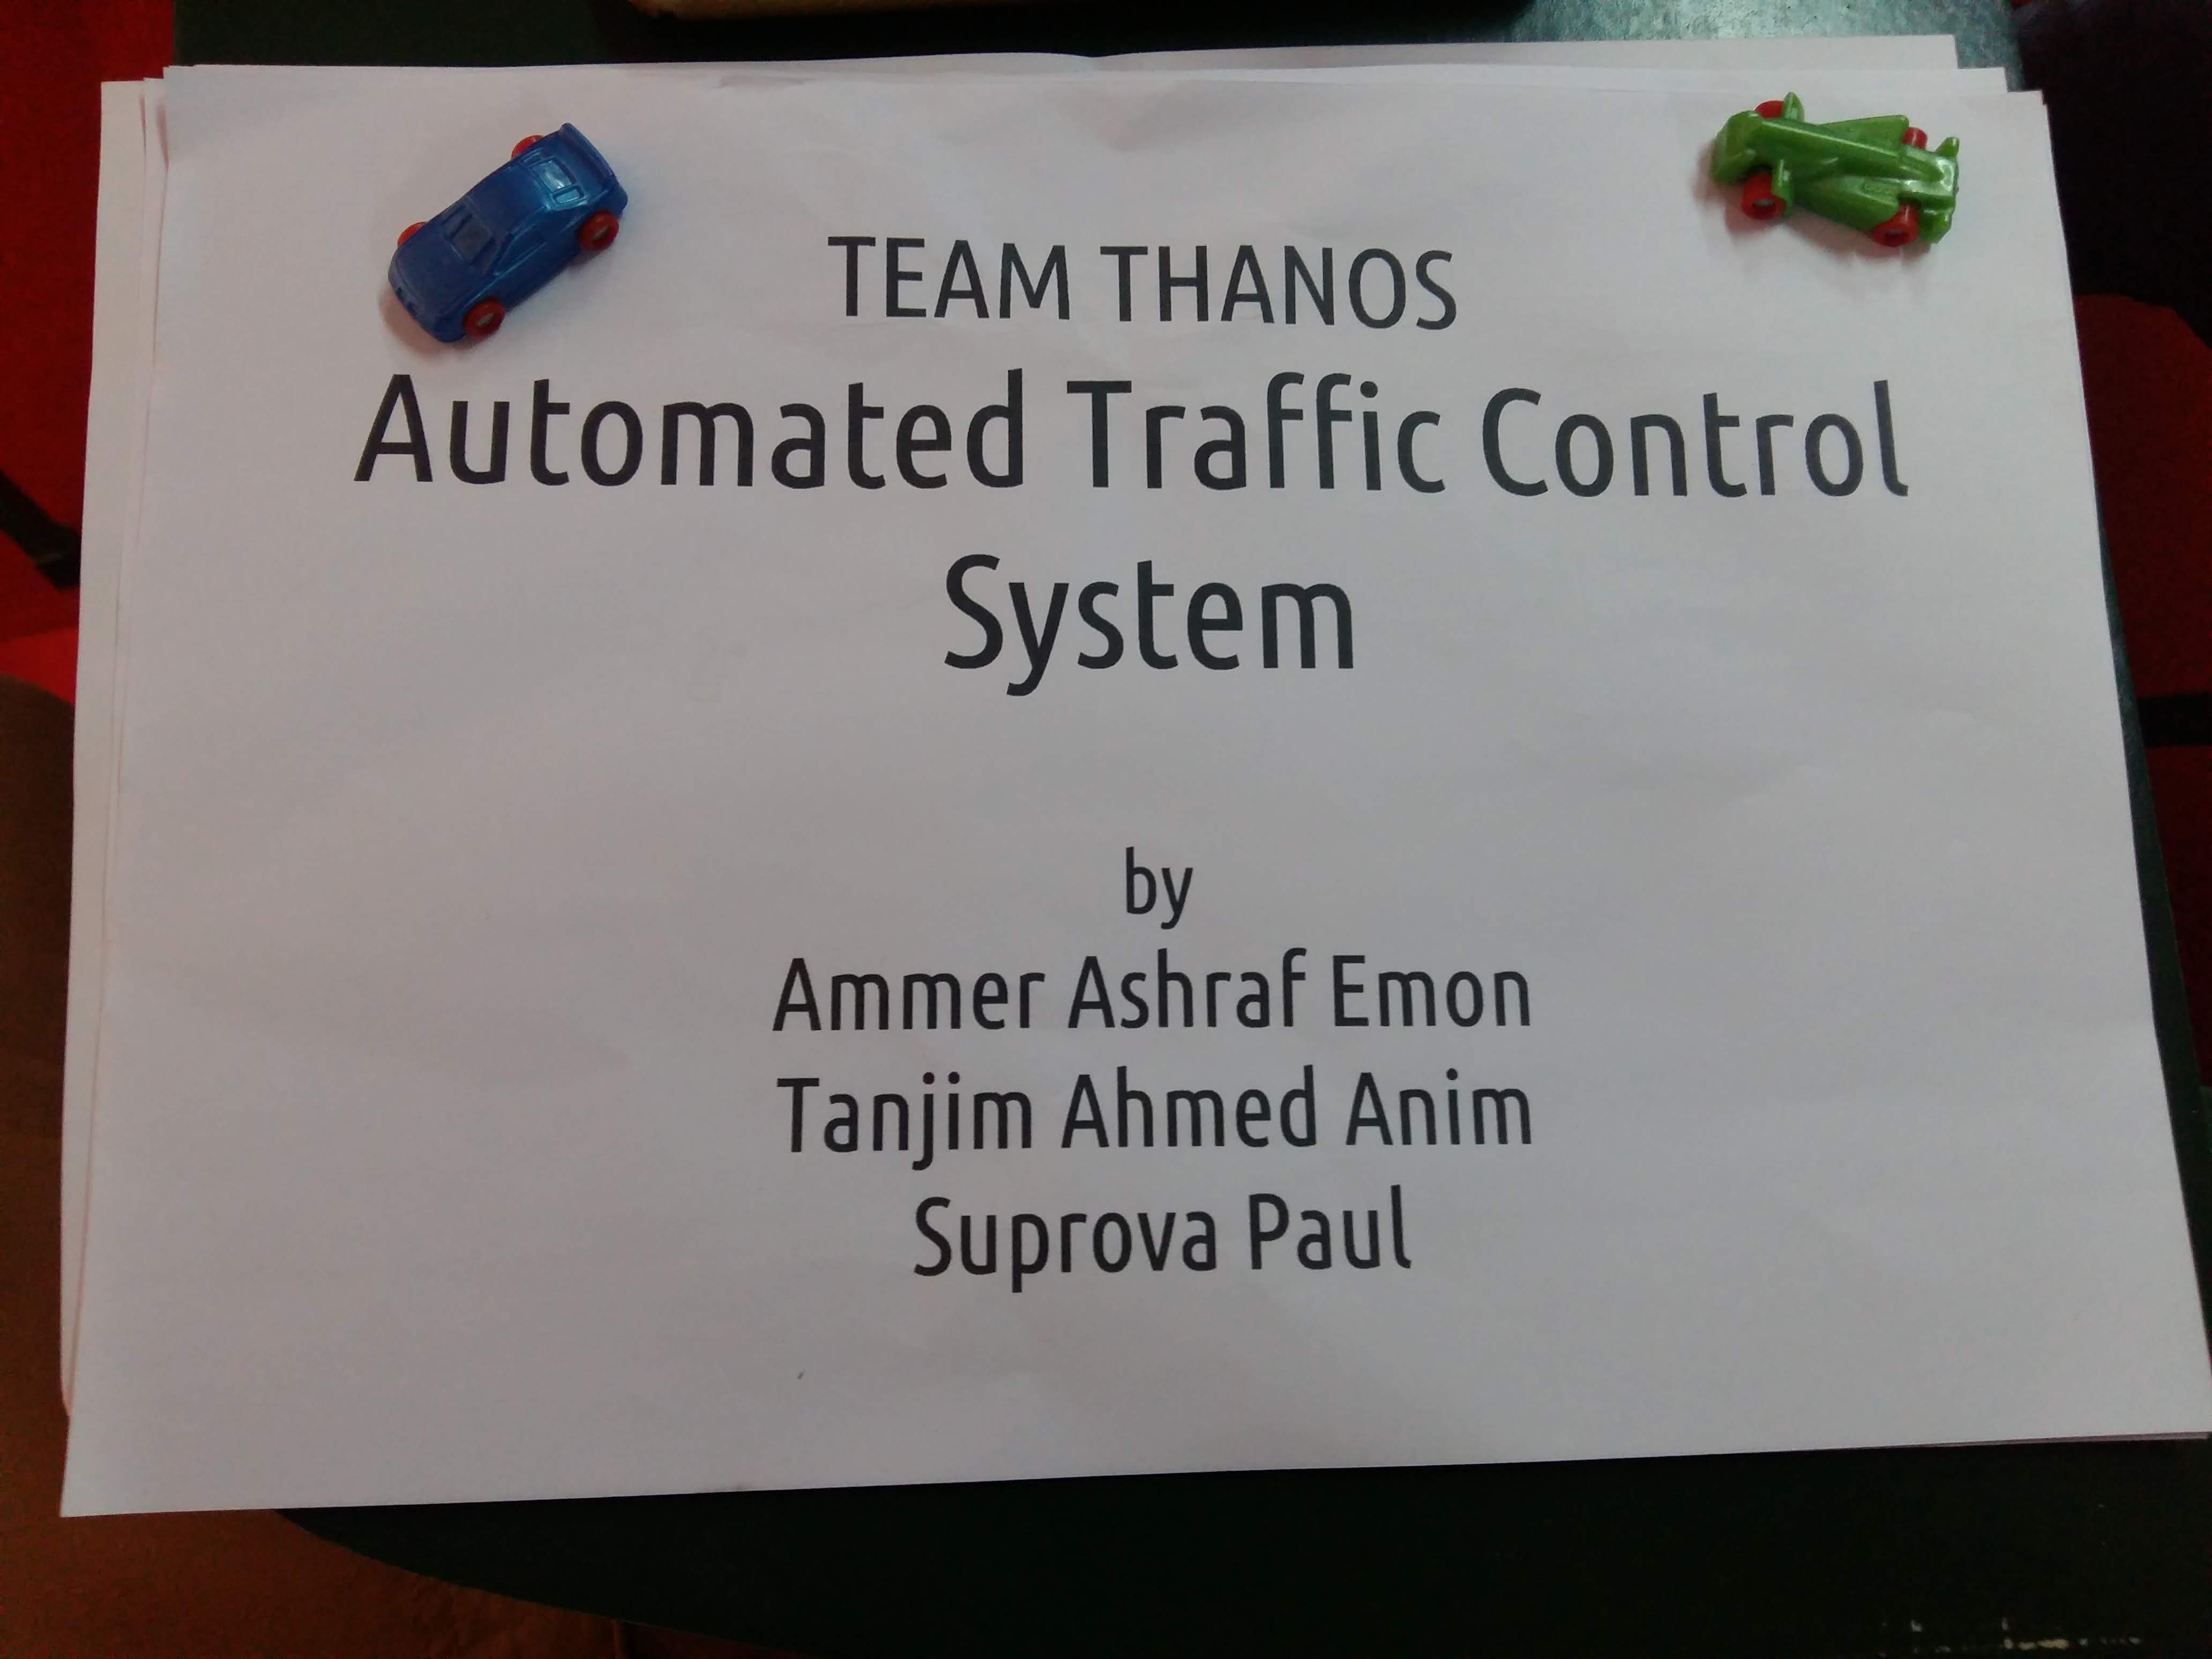 TEAM THANOS
Automated Traffic Control
System
by
Ammer Ashraf Emon
Tanjim Ahmed Anim
Suprova Paul